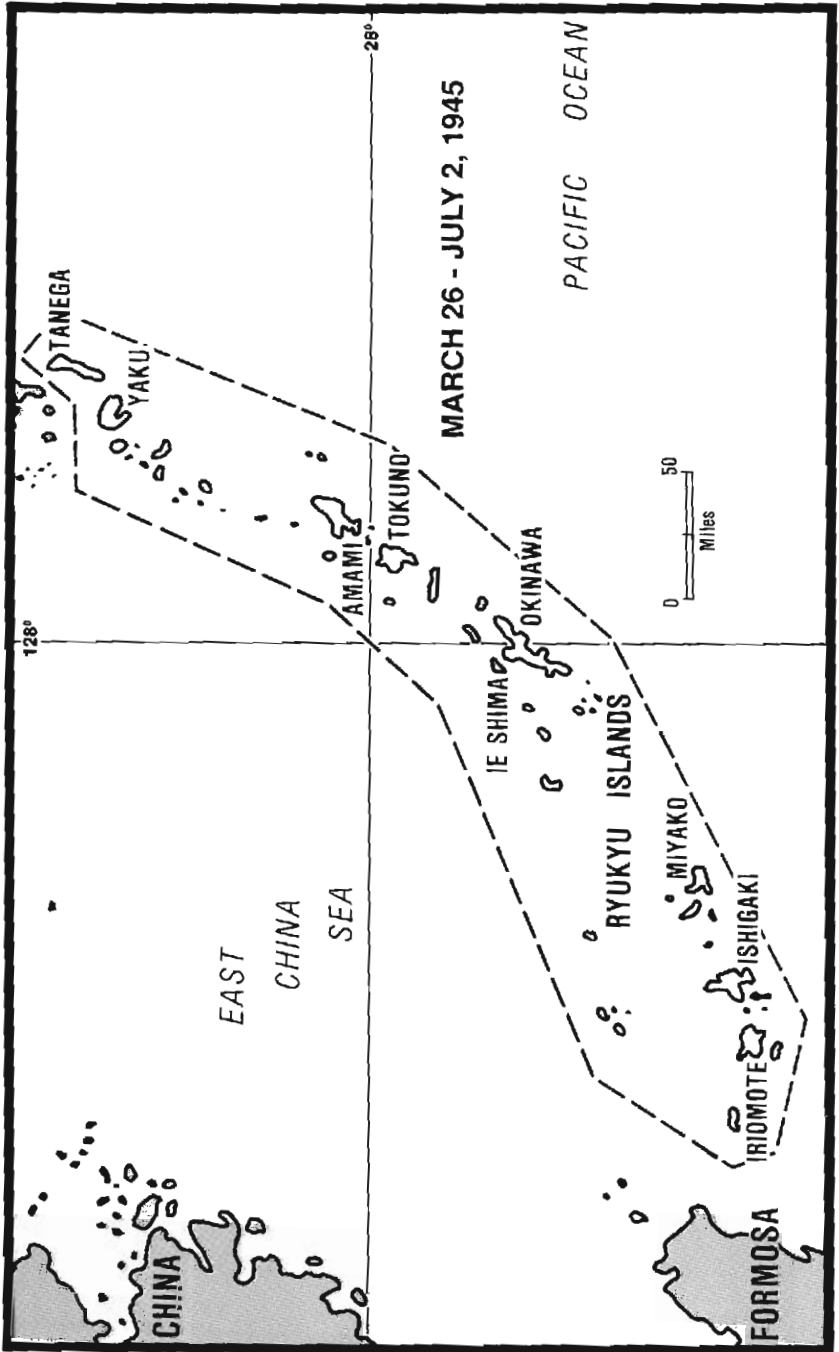 128°
28°
TANEGA
YAKU
AMAMI
TOKUNO
MARCH 26 - JULY 2, 1945
EAST
CHINA
SEA
PACIFIC OCEAN
IE SHIMA
OKINAWA
RYUKYU ISLANDS
0 50
Miles
MIYAKO
ISHIGAKI
IRIOMOTE
CHINA
FORMOSA